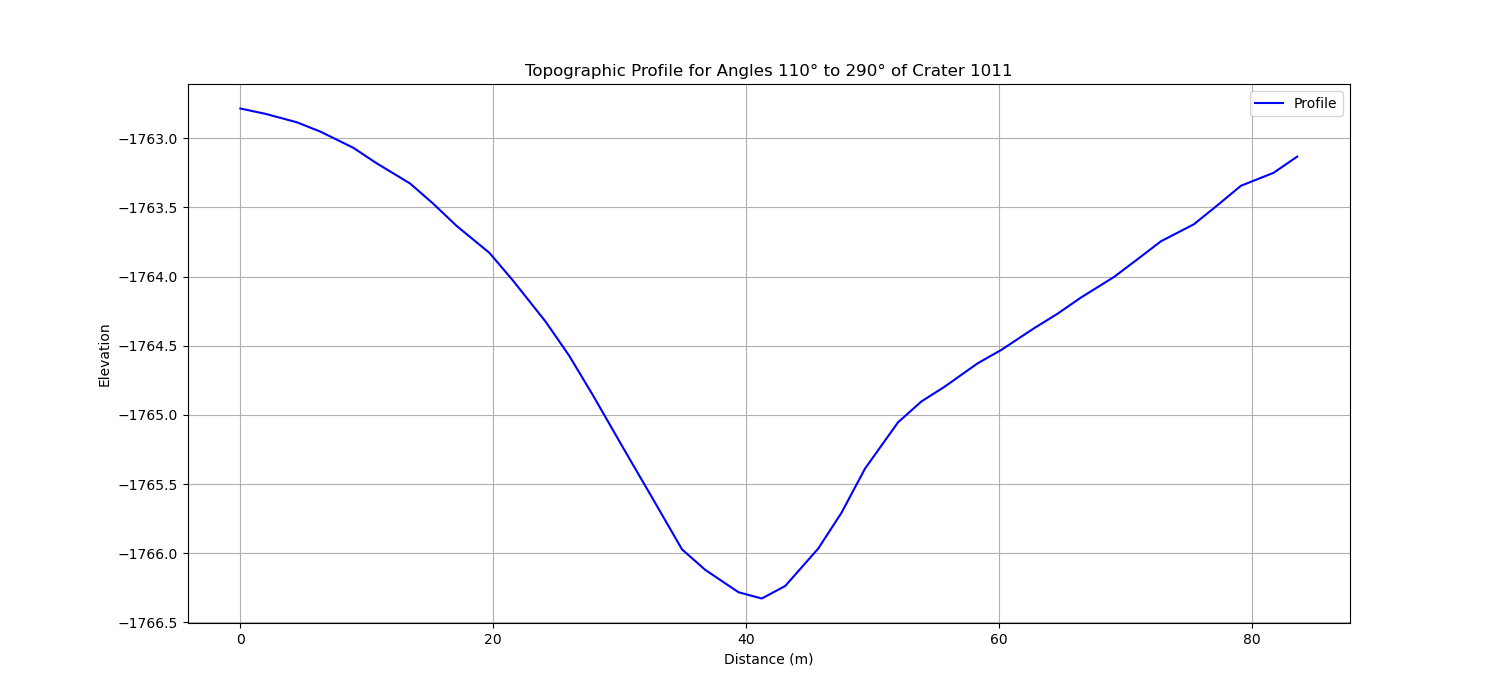 Topographic Profile for Angles 110° to 290° of Crater 1011
Profile
−1763.0
−1763.5
−1764.0
−1764.5
−1765.0
−1765.5
−1766.0
−1766.5
Elevation
0 20 40 60 80
Distance (m)